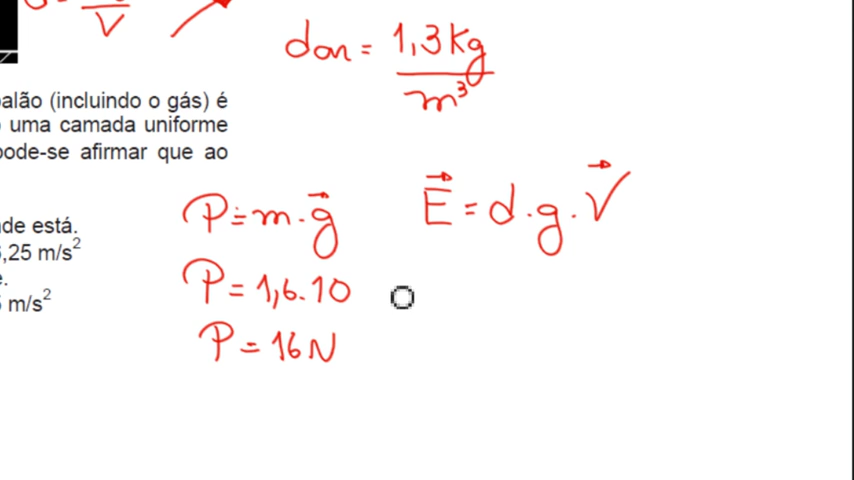 V
dar = 1,3 Kg
m³
balão (incluindo o gás) é
uma camada uniforme
pode-se afirmar que ao
P = m . g
E = d . g . V
nde está.
,25 m/s²
P = 1,6 . 10
m/s²
P = 16 N